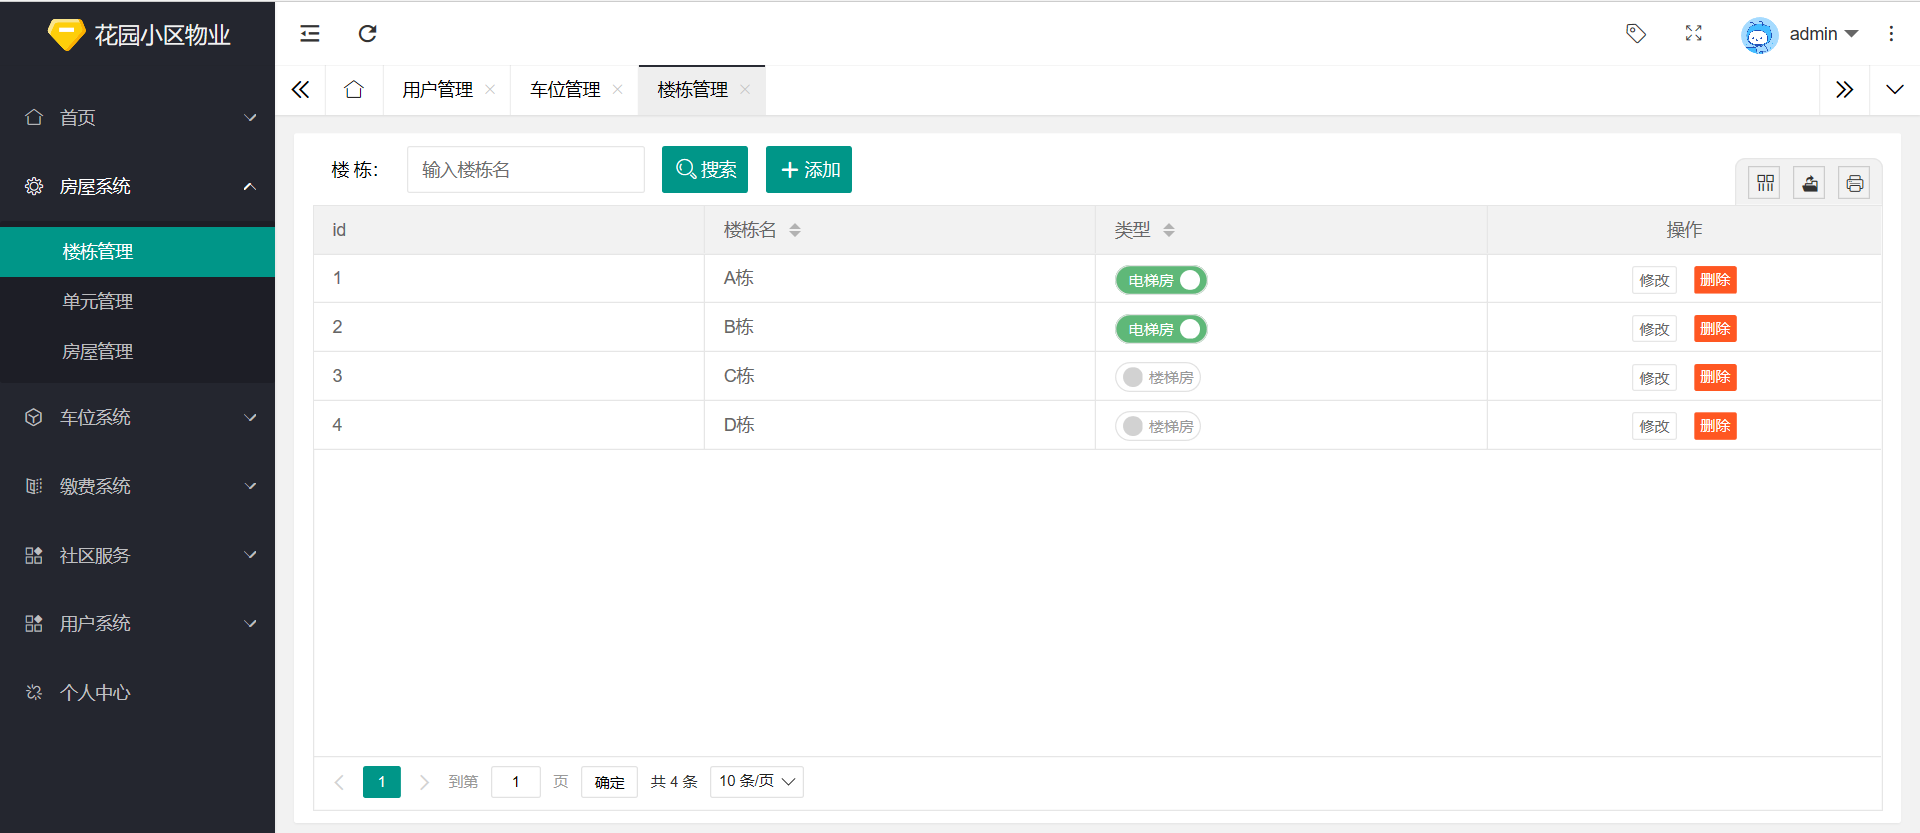 花园小区物业
首页
房屋系统
楼栋管理
单元管理
房屋管理
车位系统
缴费系统
社区服务
用户系统
个人中心
admin
用户管理
车位管理
楼栋管理
楼 栋:
输入楼栋名
搜索
添加
id 楼栋名 类型 操作
1 A栋 电梯房 修改 删除
2 B栋 电梯房 修改 删除
3 C栋 楼梯房 修改 删除
4 D栋 楼梯房 修改 删除
1 到第 1 页 确定 共 4 条 10 条/页